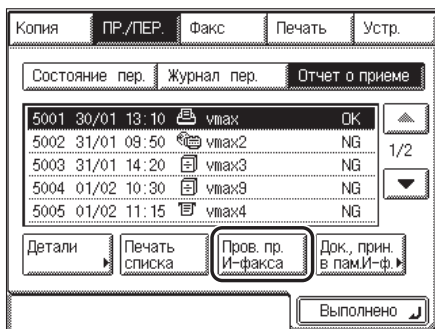 Копия ПР./ПЕР. Факс Печать Устр.
Состояние пер. Журнал пер. Отчет о приеме
5001 30/01 13:10 vmax OK
5002 31/01 09:50 vmax2 NG
5003 31/01 14:20 vmax3 NG
5004 01/02 10:30 vmax9 NG
5005 01/02 11:15 vmax4 NG
1/2
Детали
Печать
списка
Пров. пр.
И-факса
Док., прин.
в пам.И-ф.
Выполнено